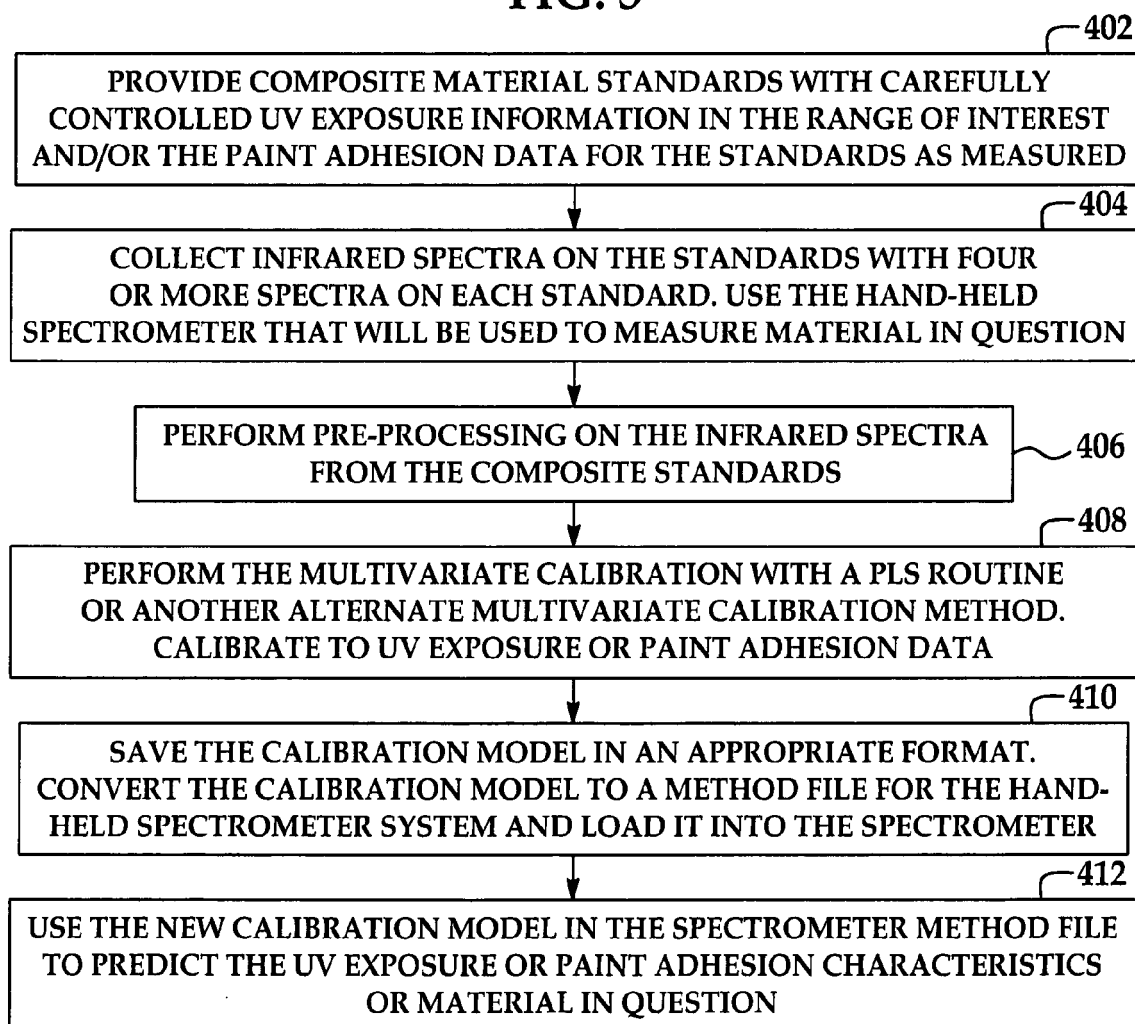 402
PROVIDE COMPOSITE MATERIAL STANDARDS WITH CAREFULLY
CONTROLLED UV EXPOSURE INFORMATION IN THE RANGE OF INTEREST
AND/OR THE PAINT ADHESION DATA FOR THE STANDARDS AS MEASURED
404
COLLECT INFRARED SPECTRA ON THE STANDARDS WITH FOUR
OR MORE SPECTRA ON EACH STANDARD. USE THE HAND-HELD
SPECTROMETER THAT WILL BE USED TO MEASURE MATERIAL IN QUESTION
PERFORM PRE-PROCESSING ON THE INFRARED SPECTRA
FROM THE COMPOSITE STANDARDS
406
408
PERFORM THE MULTIVARIATE CALIBRATION WITH A PLS ROUTINE
OR ANOTHER ALTERNATE MULTIVARIATE CALIBRATION METHOD.
CALIBRATE TO UV EXPOSURE OR PAINT ADHESION DATA
410
SAVE THE CALIBRATION MODEL IN AN APPROPRIATE FORMAT.
CONVERT THE CALIBRATION MODEL TO A METHOD FILE FOR THE HAND-
HELD SPECTROMETER SYSTEM AND LOAD IT INTO THE SPECTROMETER
412
USE THE NEW CALIBRATION MODEL IN THE SPECTROMETER METHOD FILE
TO PREDICT THE UV EXPOSURE OR PAINT ADHESION CHARACTERISTICS
OR MATERIAL IN QUESTION